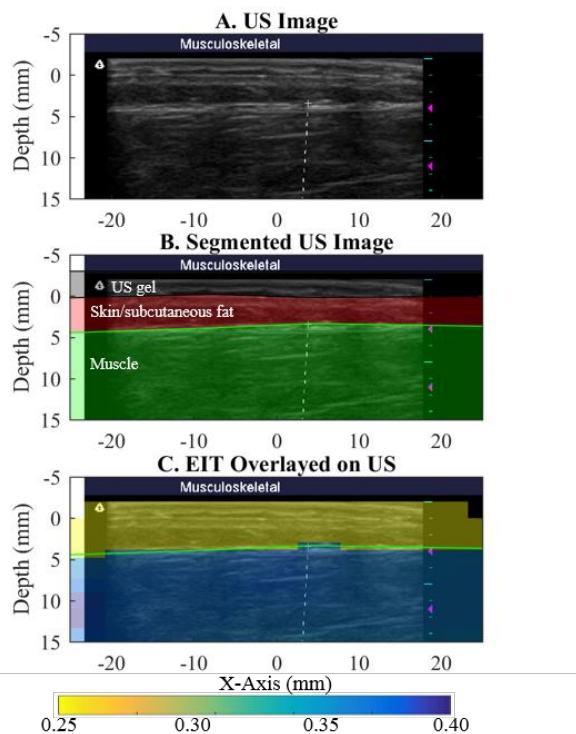 A. US Image
-5
Musculoskeletal
0
5
10
15
Depth (mm)
-20 -10 0 10 20
B. Segmented US Image
-5
Musculoskeletal
US gel
0
Skin/subcutaneous fat
5
Muscle
10
15
Depth (mm)
-20 -10 0 10 20
C. EIT Overlayed on US
-5
Musculoskeletal
0
5
10
15
Depth (mm)
-20 -10 0 10 20
X-Axis (mm)
0.25 0.30 0.35 0.40